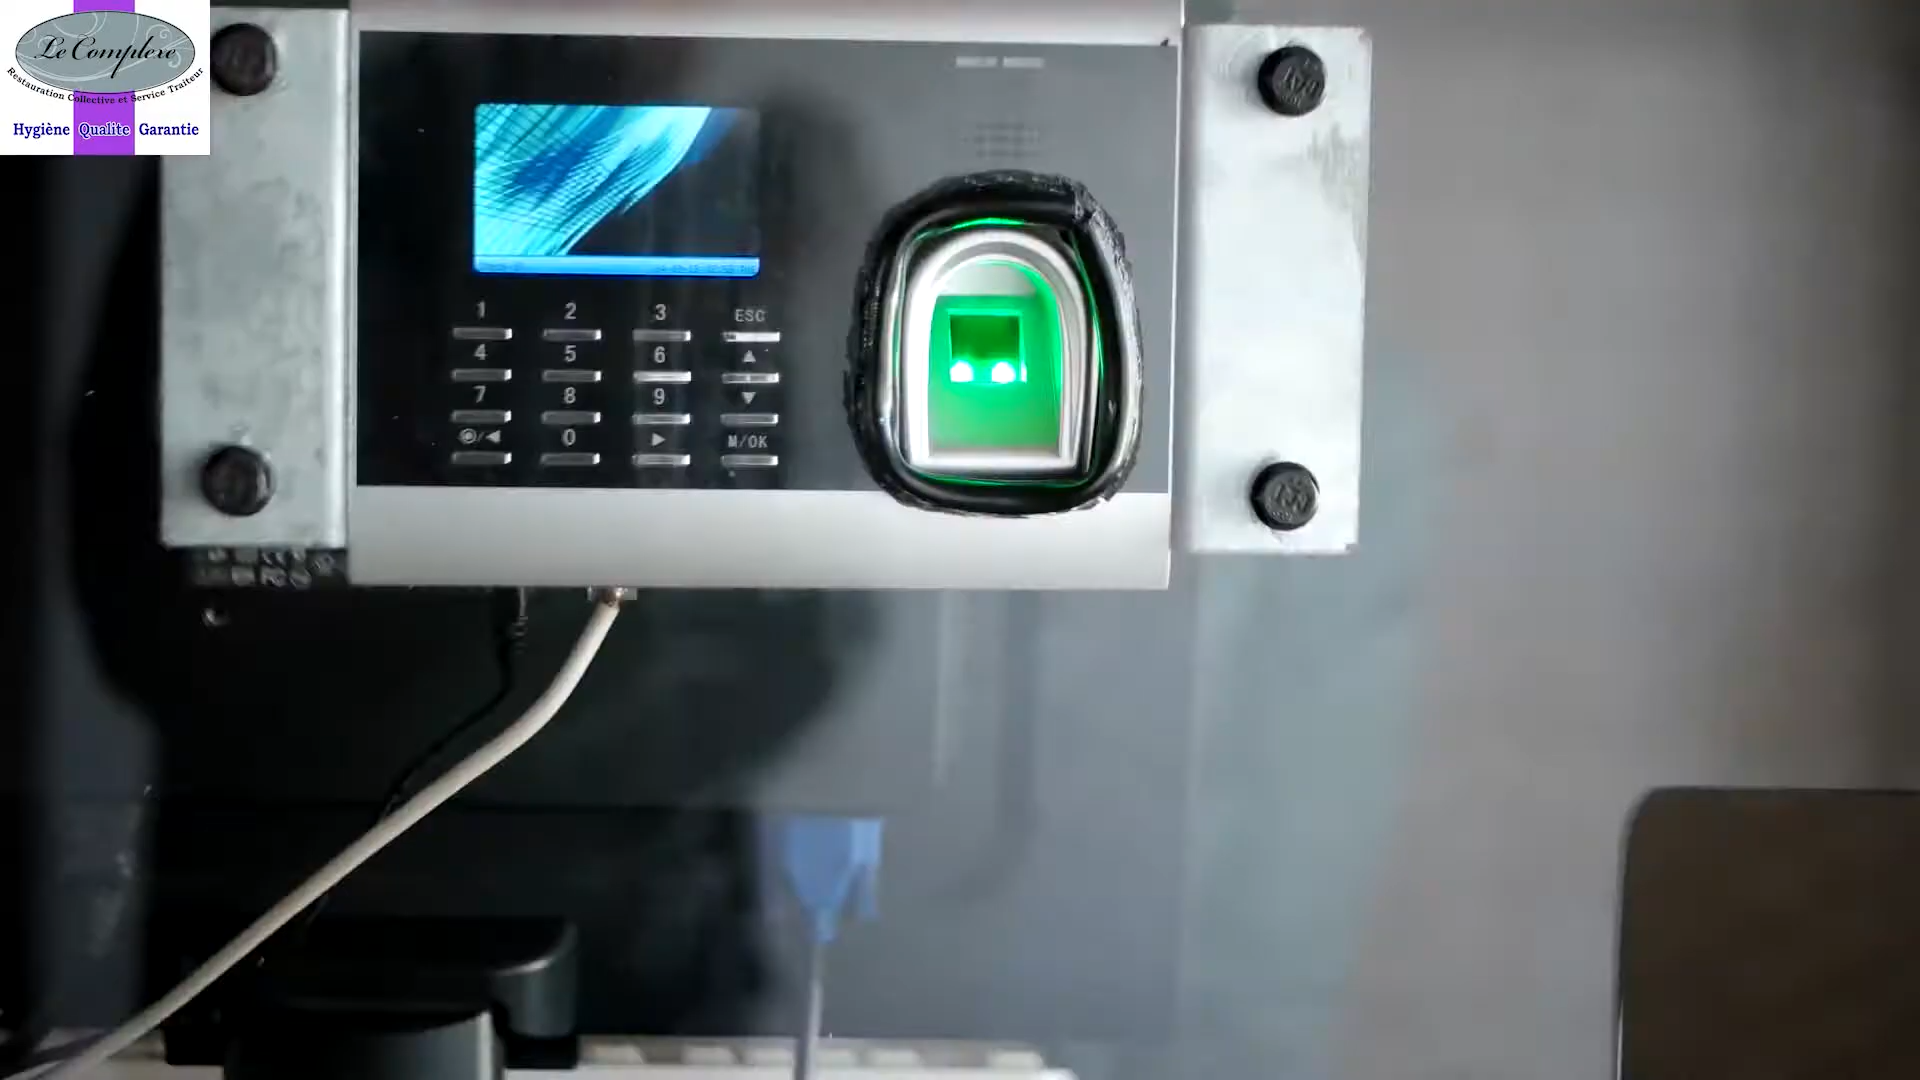 Le Complexe
Restauration Collective et Service Traiteur
Hygiène Qualite Garantie
1 2 3 ESC
4 5 6 ▲
7 8 9 ▼
◉/◀ 0 ▶ M/OK